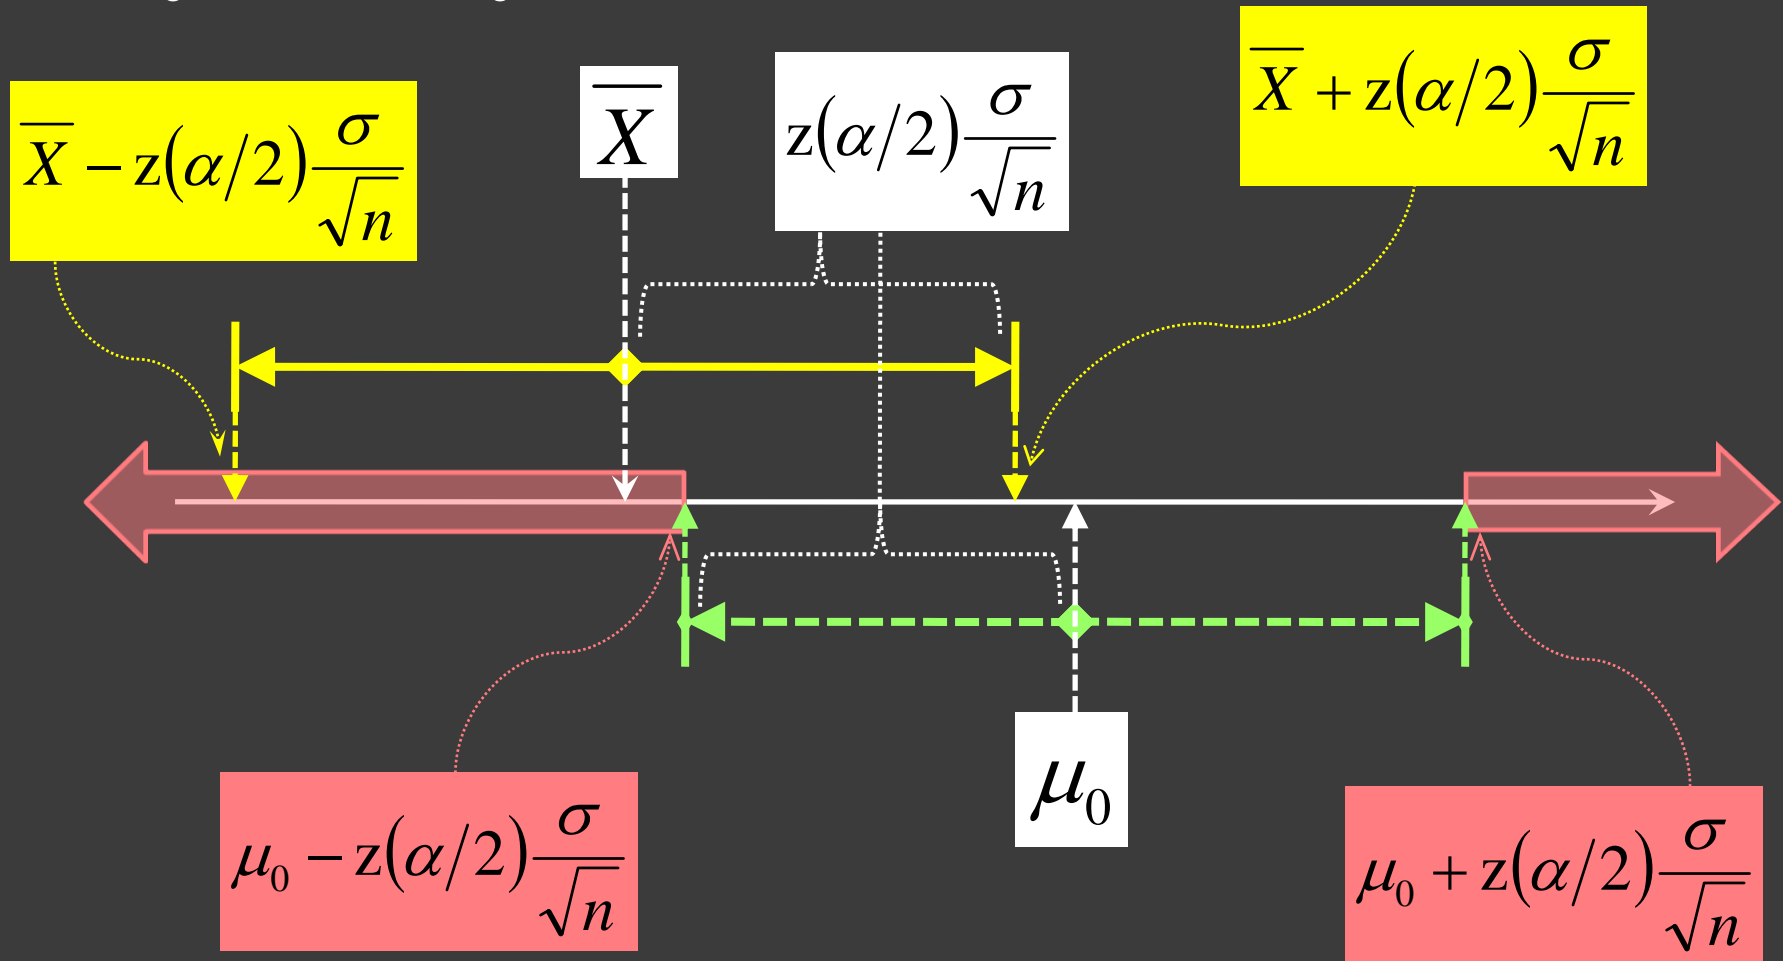 X̄ + z(α/2) σ/√n
X̄
z(α/2) σ/√n
X̄ − z(α/2) σ/√n
μ₀
μ₀ − z(α/2) σ/√n
μ₀ + z(α/2) σ/√n